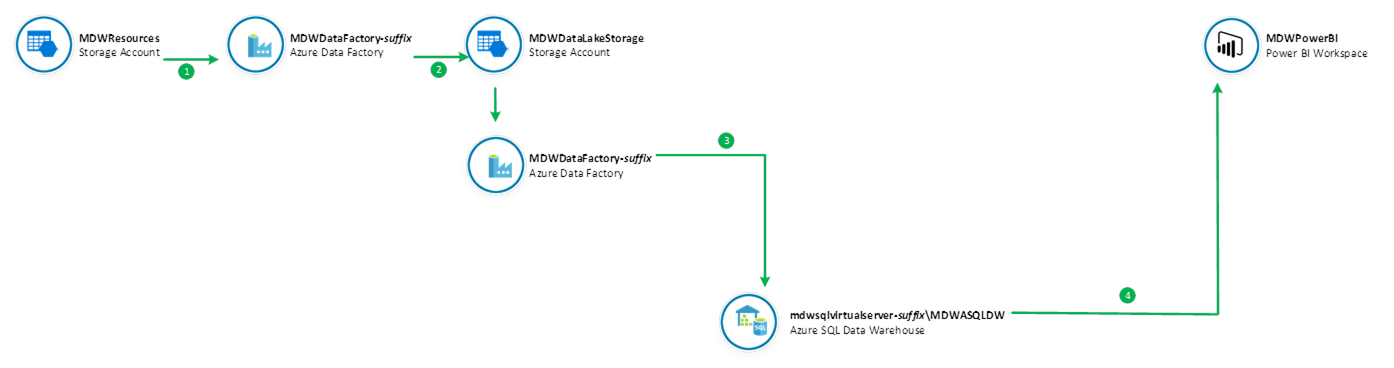 MDWResources
Storage Account
1
MDWDataFactory-suffix
Azure Data Factory
2
MDWDataLakeStorage
Storage Account
MDWPowerBI
Power BI Workspace
MDWDataFactory-suffix
Azure Data Factory
3
mdwsqlvirtualserver-suffix\MDWASQLDW
Azure SQL Data Warehouse
SQL
4